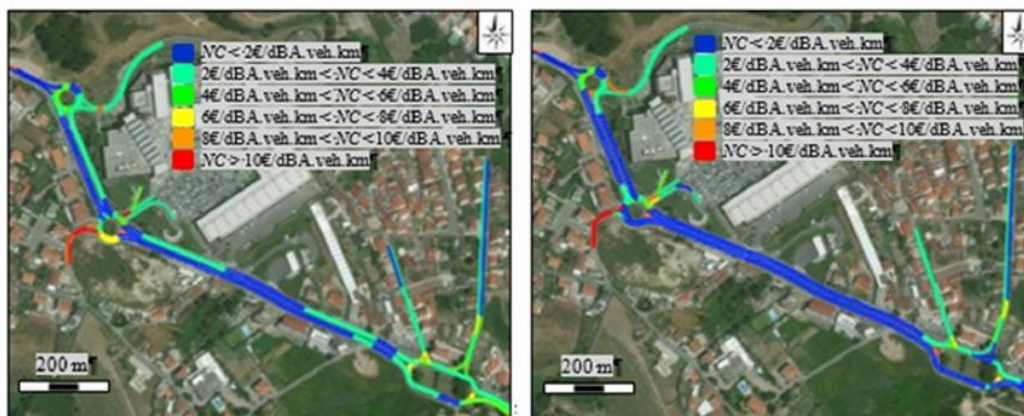 NC < 2€/dBA.veh.km¶
2€/dBA.veh.km < NC < 4€/dBA.veh.km
4€/dBA.veh.km < NC < 6€/dBA.veh.km
6€/dBA.veh.km < NC < 8€/dBA.veh.km
8€/dBA.veh.km < NC < 10€/dBA.veh.km
NC > 10€/dBA.veh.km
200 m¶
NC < 2€/dBA.veh.km¶
2€/dBA.veh.km < NC < 4€/dBA.veh.km
4€/dBA.veh.km < NC < 6€/dBA.veh.km
6€/dBA.veh.km < NC < 8€/dBA.veh.km
8€/dBA.veh.km < NC < 10€/dBA.veh.km
NC > 10€/dBA.veh.km
200 m¶